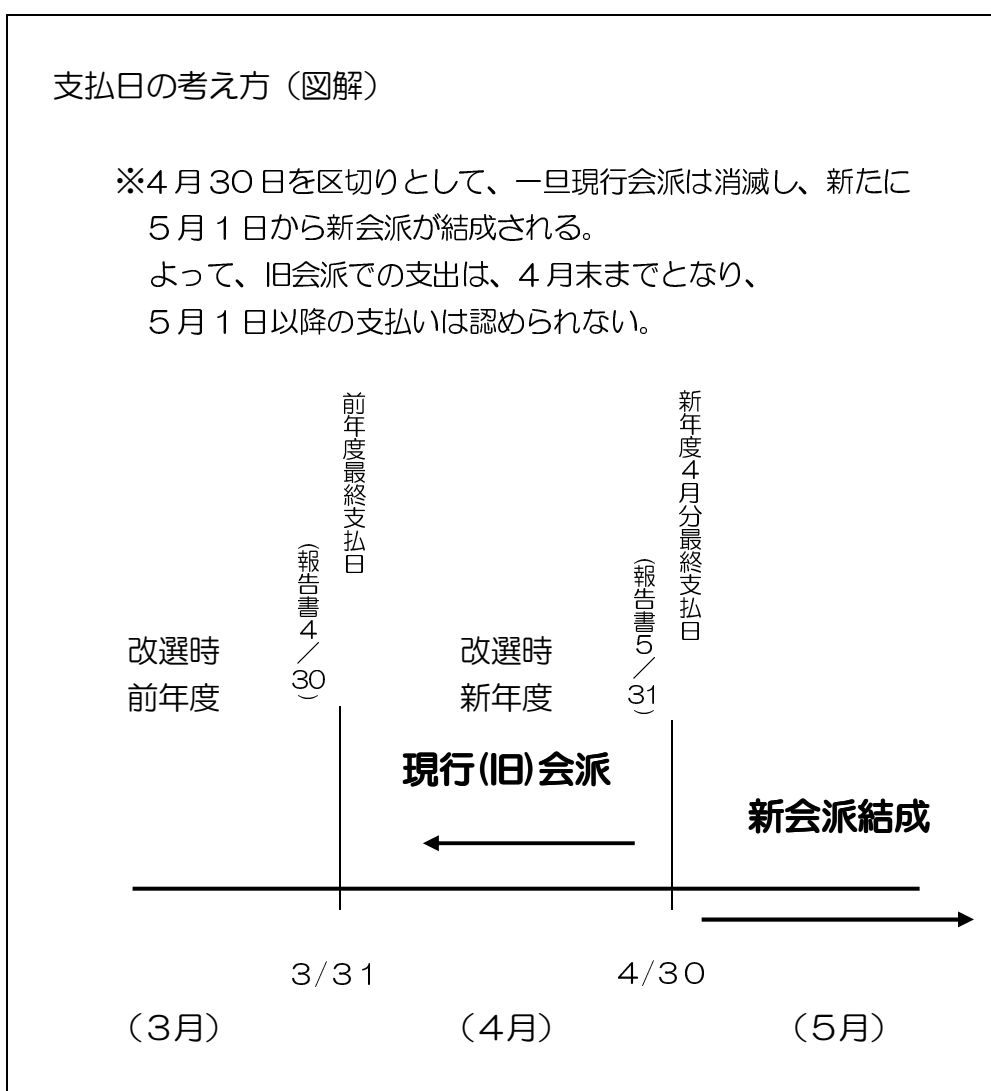 支払日の考え方（図解）
※４月３０日を区切りとして、一旦現行会派は消滅し、新たに
５月１日から新会派が結成される。
よって、旧会派での支出は、４月末までとなり、
５月１日以降の支払いは認められない。
前年度最終支払日
（報告書４／30）
新年度４月分最終支払日
（報告書５／31）
改選時
前年度
改選時
新年度
現行(旧)会派
新会派結成
３/３１
４/３０
（３月）
（４月）
（５月）